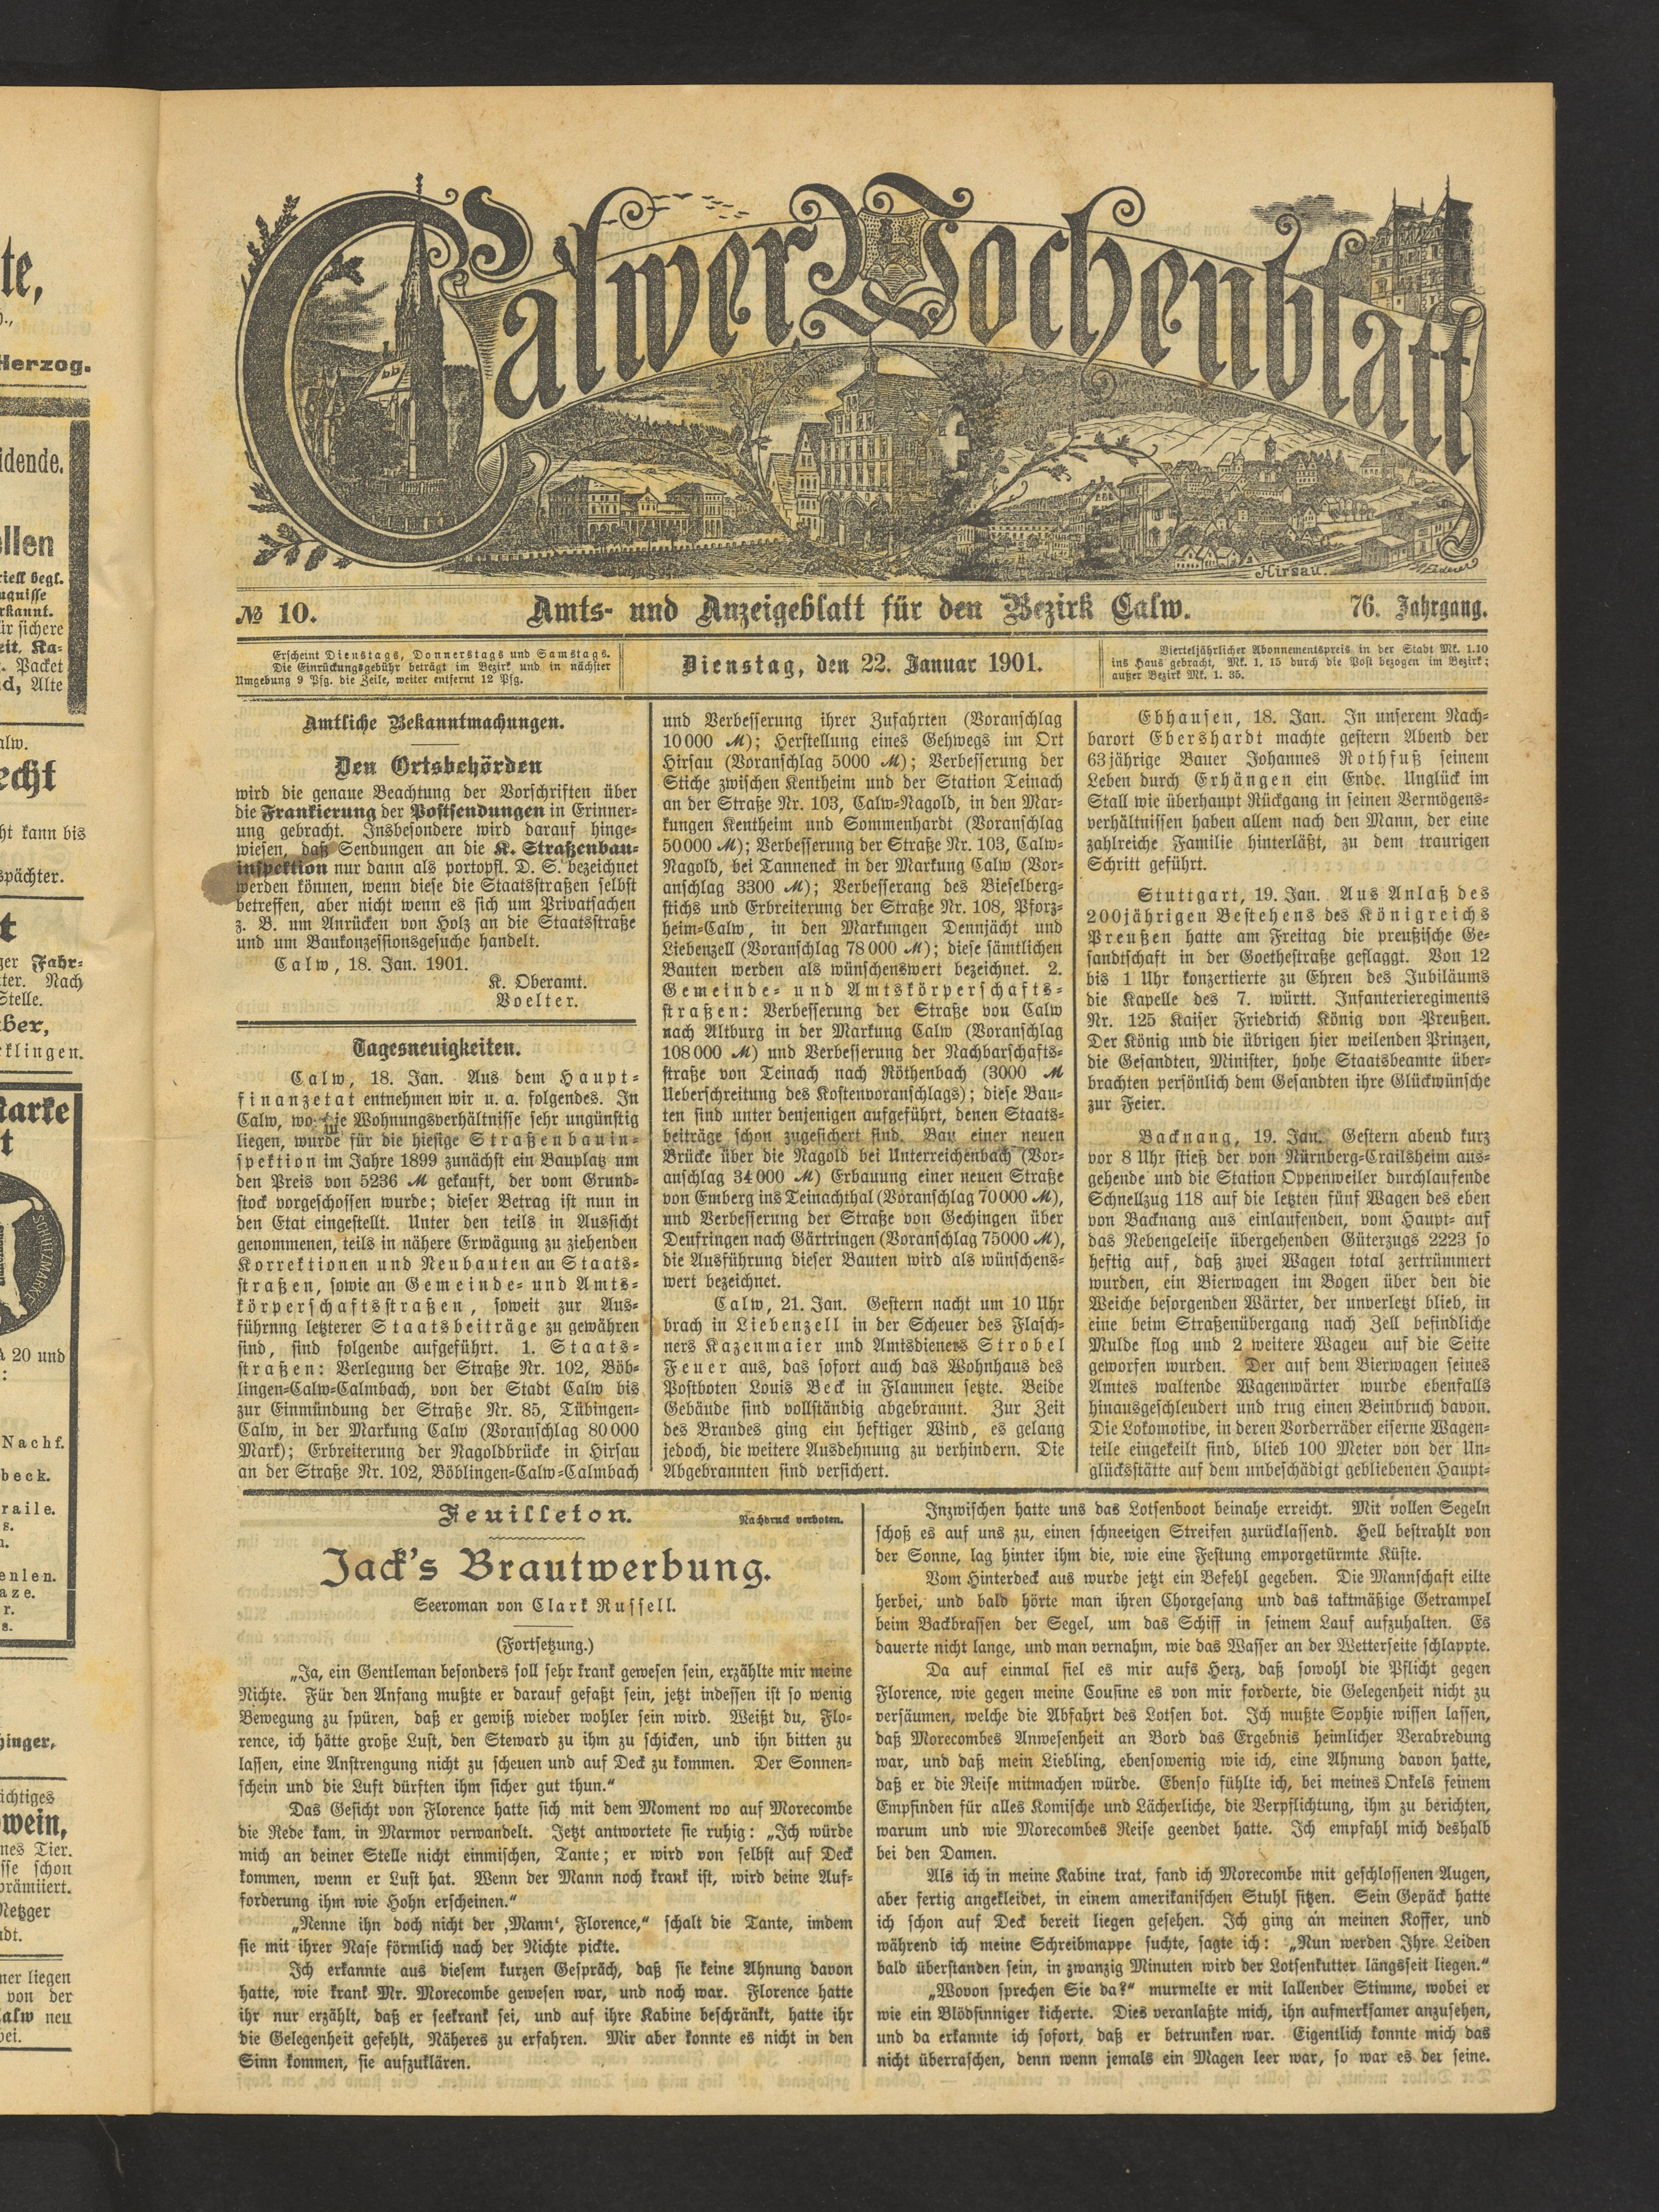 te,
Herzog.
idende.
ellen
riell begl.
ugnisse
rkannt.
ür sichere
eit. Ka-
. Packet
d, Alte
alw.
echt
ht kann bis
spächter.
t
ger Fahr-
ter. Nach
Stelle.
ber,
rklingen.
Marke
t
SCHUTZMARKE
20 und
Nachf.
beck.
raile.
s.
enlen.
aze.
r.
s.
hinger,
ächtiges
wein,
nes Tier.
sse schon
prämiiert.
Metzger
dt.
ner liegen
von der
alw neu
bei.
Calwer Wochenblatt
Hirsau.
№ 10.
Amts- und Anzeigeblatt für den Bezirk Calw.
76. Jahrgang.
Erscheint Dienstags, Donnerstags und Samstags.
Die Einrückungsgebühr beträgt im Bezirk und in nächster
Umgebung 9 Pfg. die Zeile, weiter entfernt 12 Pfg.
Dienstag, den 22. Januar 1901.
Vierteljährlicher Abonnementspreis in der Stadt Mk. 1.10
ins Haus gebracht, Mk. 1, 15 durch die Post bezogen im Bezirk;
außer Bezirk Mk. 1. 35.
Amtliche Bekanntmachungen.
Den Ortsbehörden
wird die genaue Beachtung der Vorschriften über
die Frankierung der Postsendungen in Erinner-
ung gebracht. Insbesondere wird darauf hinge-
wiesen, daß Sendungen an die K. Straßenbau-
inspektion nur dann als portopfl. D. S. bezeichnet
werden können, wenn diese die Staatsstraßen selbst
betreffen, aber nicht wenn es sich um Privatsachen
z. B. um Anrücken von Holz an die Staatsstraße
und um Baukonzessionsgesuche handelt.
Calw, 18. Jan. 1901.
K. Oberamt.
Voelter.
Tagesneuigkeiten.
Calw, 18. Jan. Aus dem Haupt-
finanzetat entnehmen wir u. a. folgendes. In
Calw, wo die Wohnungsverhältnisse sehr ungünstig
liegen, wurde für die hiesige Straßenbauin-
spektion im Jahre 1899 zunächst ein Bauplatz um
den Preis von 5236 ℳ gekauft, der vom Grund-
stock vorgeschossen wurde; dieser Betrag ist nun in
den Etat eingestellt. Unter den teils in Aussicht
genommenen, teils in nähere Erwägung zu ziehenden
Korrektionen und Neubauten an Staats-
straßen, sowie an Gemeinde- und Amts-
körperschaftsstraßen, soweit zur Aus-
führnng letzterer Staatsbeiträge zu gewähren
sind, sind folgende aufgeführt. 1. Staats-
straßen: Verlegung der Straße Nr. 102, Böb-
lingen-Calw-Calmbach, von der Stadt Calw bis
zur Einmündung der Straße Nr. 85, Tübingen-
Calw, in der Markung Calw (Voranschlag 80 000
Mark); Erbreiterung der Nagoldbrücke in Hirsau
an der Straße Nr. 102, Böblingen-Calw-Calmbach
und Verbesserung ihrer Zufahrten (Voranschlag
10 000 ℳ); Herstellung eines Gehwegs im Ort
Hirsau (Voranschlag 5000 ℳ); Verbesserung der
Stiche zwischen Kentheim und der Station Teinach
an der Straße Nr. 103, Calw-Nagold, in den Mar-
kungen Kentheim und Sommenhardt (Voranschlag
50 000 ℳ); Verbesserung der Straße Nr. 103, Calw-
Nagold, bei Tanneneck in der Markung Calw (Vor-
anschlag 3300 ℳ); Verbesserang des Bieselberg-
stichs und Erbreiterung der Straße Nr. 108, Pforz-
heim-Calw, in den Markungen Dennjächt und
Liebenzell (Voranschlag 78 000 ℳ); diese sämtlichen
Bauten werden als wünschenswert bezeichnet. 2.
Gemeinde- und Amtskörperschafts-
straßen: Verbesserung der Straße von Calw
nach Altburg in der Markung Calw (Voranschlag
108 000 ℳ) und Verbesserung der Nachbarschafts-
straße von Teinach nach Röthenbach (3000 ℳ
Ueberschreitung des Kostenvoranschlags); diese Bau-
ten sind unter denjenigen aufgeführt, denen Staats-
beiträge schon zugesichert sind. Bau einer neuen
Brücke über die Nagold bei Unterreichenbach (Vor-
anschlag 34 000 ℳ) Erbauung einer neuen Straße
von Emberg ins Teinachthal (Voranschlag 70 000 ℳ),
und Verbesserung der Straße von Gechingen über
Deufringen nach Gärtringen (Voranschlag 75000 ℳ),
die Ausführung dieser Bauten wird als wünschens-
wert bezeichnet.
Calw, 21. Jan. Gestern nacht um 10 Uhr
brach in Liebenzell in der Scheuer des Flasch-
ners Kazenmaier und Amtsdieners Strobel
Feuer aus, das sofort auch das Wohnhaus des
Postboten Louis Beck in Flammen setzte. Beide
Gebäude sind vollständig abgebrannt. Zur Zeit
des Brandes ging ein heftiger Wind, es gelang
jedoch, die weitere Ausdehnung zu verhindern. Die
Abgebrannten sind versichert.
Ebhausen, 18. Jan. In unserem Nach-
barort Ebershardt machte gestern Abend der
63jährige Bauer Johannes Rothfuß seinem
Leben durch Erhängen ein Ende. Unglück im
Stall wie überhaupt Rückgang in seinen Vermögens-
verhältnissen haben allem nach den Mann, der eine
zahlreiche Familie hinterläßt, zu dem traurigen
Schritt geführt.
Stuttgart, 19. Jan. Aus Anlaß des
200jährigen Bestehens des Königreichs
Preußen hatte am Freitag die preußische Ge-
sandtschaft in der Goethestraße geflaggt. Von 12
bis 1 Uhr konzertierte zu Ehren des Jubiläums
die Kapelle des 7. württ. Infanterieregiments
Nr. 125 Kaiser Friedrich König von Preußen.
Der König und die übrigen hier weilenden Prinzen,
die Gesandten, Minister, hohe Staatsbeamte über-
brachten persönlich dem Gesandten ihre Glückwünsche
zur Feier.
Backnang, 19. Jan. Gestern abend kurz
vor 8 Uhr stieß der von Nürnberg-Crailsheim aus-
gehende und die Station Oppenweiler durchlaufende
Schnellzug 118 auf die letzten fünf Wagen des eben
von Backnang aus einlaufenden, vom Haupt- auf
das Nebengeleise übergehenden Güterzugs 2223 so
heftig auf, daß zwei Wagen total zertrümmert
wurden, ein Bierwagen im Bogen über den die
Weiche besorgenden Wärter, der unverletzt blieb, in
eine beim Straßenübergang nach Zell befindliche
Mulde flog und 2 weitere Wageu auf die Seite
geworfen wurden. Der auf dem Bierwagen seines
Amtes waltende Wagenwärter wurde ebenfalls
hinausgeschleudert und trug einen Beinbruch davon.
Die Lokomotive, in deren Vorderräder eiserne Wagen-
teile eingekeilt sind, blieb 100 Meter von der Un-
glücksstätte auf dem unbeschädigt gebliebenen Haupt-
Feuilleton.
Nachdruck verboten.
Jack's Brautwerbung.
Seeroman von Clark Russell.
(Fortsetzung.)
„Ja, ein Gentleman besonders soll sehr krank gewesen sein, erzählte mir meine
Nichte. Für den Anfang mußte er darauf gefaßt sein, jetzt indessen ist so wenig
Bewegung zu spüren, daß er gewiß wieder wohler sein wird. Weißt du, Flo-
rence, ich hätte große Lust, den Steward zu ihm zu schicken, und ihn bitten zu
lassen, eine Anstrengung nicht zu scheuen und auf Deck zu kommen. Der Sonnen-
schein und die Luft dürften ihm sicher gut thun.“
Das Gesicht von Florence hatte sich mit dem Moment wo auf Morecombe
die Rede kam, in Marmor verwandelt. Jetzt antwortete sie ruhig: „Ich würde
mich an deiner Stelle nicht einmischen, Tante; er wird von selbst auf Deck
kommen, wenn er Lust hat. Wenn der Mann noch krank ist, wird deine Auf-
forderung ihm wie Hohn erscheinen.“
„Nenne ihn doch nicht der ‚Mann‘, Florence,“ schalt die Tante, imdem
sie mit ihrer Nase förmlich nach der Nichte pickte.
Ich erkannte aus diesem kurzen Gespräch, daß sie keine Ahnung davon
hatte, wie krank Mr. Morecombe gewesen war, und noch war. Florence hatte
ihr nur erzählt, daß er seekrank sei, und auf ihre Kabine beschränkt, hatte ihr
die Gelegenheit gefehlt, Näheres zu erfahren. Mir aber konnte es nicht in den
Sinn kommen, sie aufzuklären.
Inzwischen hatte uns das Lotsenboot beinahe erreicht. Mit vollen Segeln
schoß es auf uns zu, einen schneeigen Streifen zurücklassend. Hell bestrahlt von
der Sonne, lag hinter ihm die, wie eine Festung emporgetürmte Küste.
Vom Hinterdeck aus wurde jetzt ein Befehl gegeben. Die Mannschaft eilte
herbei, und bald hörte man ihren Chorgesang und das taktmäßige Getrampel
beim Backbrassen der Segel, um das Schiff in seinem Lauf aufzuhalten. Es
dauerte nicht lange, und man vernahm, wie das Wasser an der Wetterseite schlappte.
Da auf einmal fiel es mir aufs Herz, daß sowohl die Pflicht gegen
Florence, wie gegen meine Cousine es von mir forderte, die Gelegenheit nicht zu
versäumen, welche die Abfahrt des Lotsen bot. Ich mußte Sophie wissen lassen,
daß Morecombes Anwesenheit an Bord das Ergebnis heimlicher Verabredung
war, und daß mein Liebling, ebensowenig wie ich, eine Ahnung davon hatte,
daß er die Reise mitmachen würde. Ebenso fühlte ich, bei meines Onkels feinem
Empfinden für alles Komische und Lächerliche, die Verpflichtung, ihm zu berichten,
warum und wie Morecombes Reise geendet hatte. Ich empfahl mich deshalb
bei den Damen.
Als ich in meine Kabine trat, fand ich Morecombe mit geschlossenen Augen,
aber fertig angekleidet, in einem amerikanischen Stuhl sitzen. Sein Gepäck hatte
ich schon auf Deck bereit liegen gesehen. Ich ging an meinen Koffer, und
während ich meine Schreibmappe suchte, sagte ich: „Nun werden Ihre Leiden
bald überstanden sein, in zwanzig Minuten wird der Lotsenkutter längsseit liegen.“
„Wovon sprechen Sie da?“ murmelte er mit lallender Stimme, wobei er
wie ein Blödsinniger kicherte. Dies veranlaßte mich, ihn aufmerksamer anzusehen,
und da erkannte ich sofort, daß er betrunken war. Eigentlich konnte mich das
nicht überraschen, denn wenn jemals ein Magen leer war, so war es der seine.